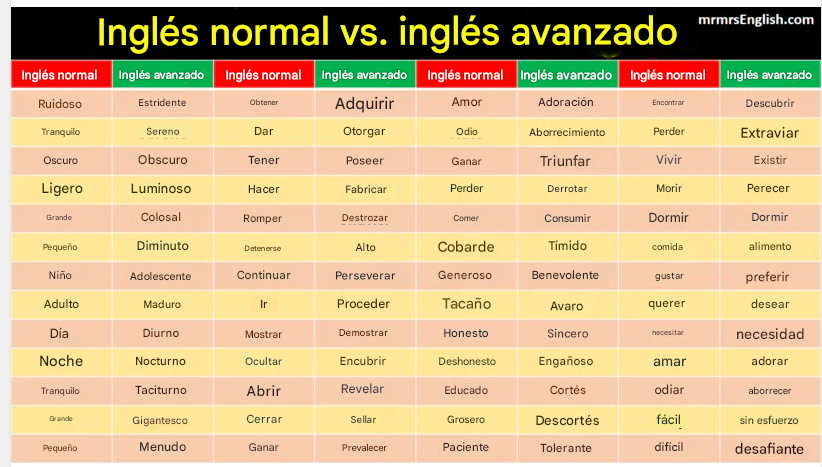 Inglés normal vs. inglés avanzado
mrmrsEnglish.com
Inglés normal Inglés avanzado Inglés normal Inglés avanzado Inglés normal Inglés avanzado Inglés normal Inglés avanzado
Ruidoso Estridente Obtener Adquirir Amor Adoración Encontrar Descubrir
Tranquilo Sereno Dar Otorgar Odio Aborrecimiento Perder Extraviar
Oscuro Obscuro Tener Poseer Ganar Triunfar Vivir Existir
Ligero Luminoso Hacer Fabricar Perder Derrotar Morir Perecer
Grande Colosal Romper Destrozar Comer Consumir Dormir Dormir
Pequeño Diminuto Detenerse Alto Cobarde Tímido comida alimento
Niño Adolescente Continuar Perseverar Generoso Benevolente gustar preferir
Adulto Maduro Ir Proceder Tacaño Avaro querer desear
Día Diurno Mostrar Demostrar Honesto Sincero necesitar necesidad
Noche Nocturno Ocultar Encubrir Deshonesto Engañoso amar adorar
Tranquilo Taciturno Abrir Revelar Educado Cortés odiar aborrecer
Grande Gigantesco Cerrar Sellar Grosero Descortés fácil sin esfuerzo
Pequeño Menudo Ganar Prevalecer Paciente Tolerante difícil desafiante